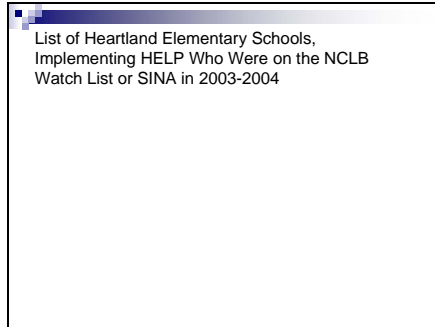 List of Heartland Elementary Schools,
Implementing HELP Who Were on the NCLB
Watch List or SINA in 2003-2004